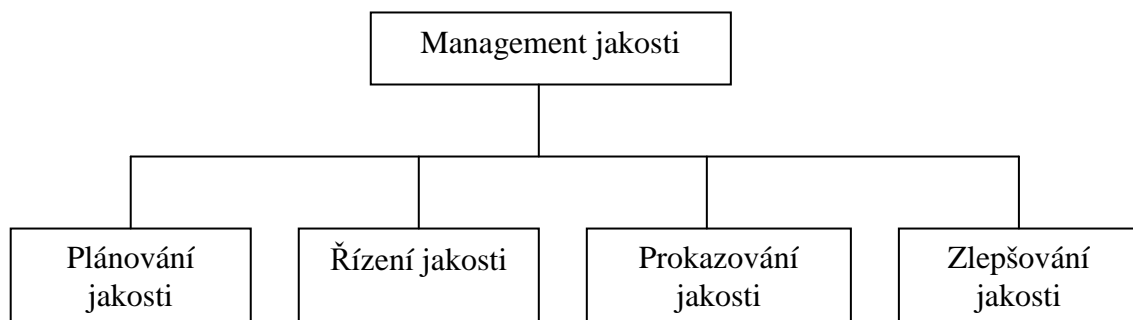 Management jakosti
Plánování
jakosti
Řízení jakosti
Prokazování
jakosti
Zlepšování
jakosti